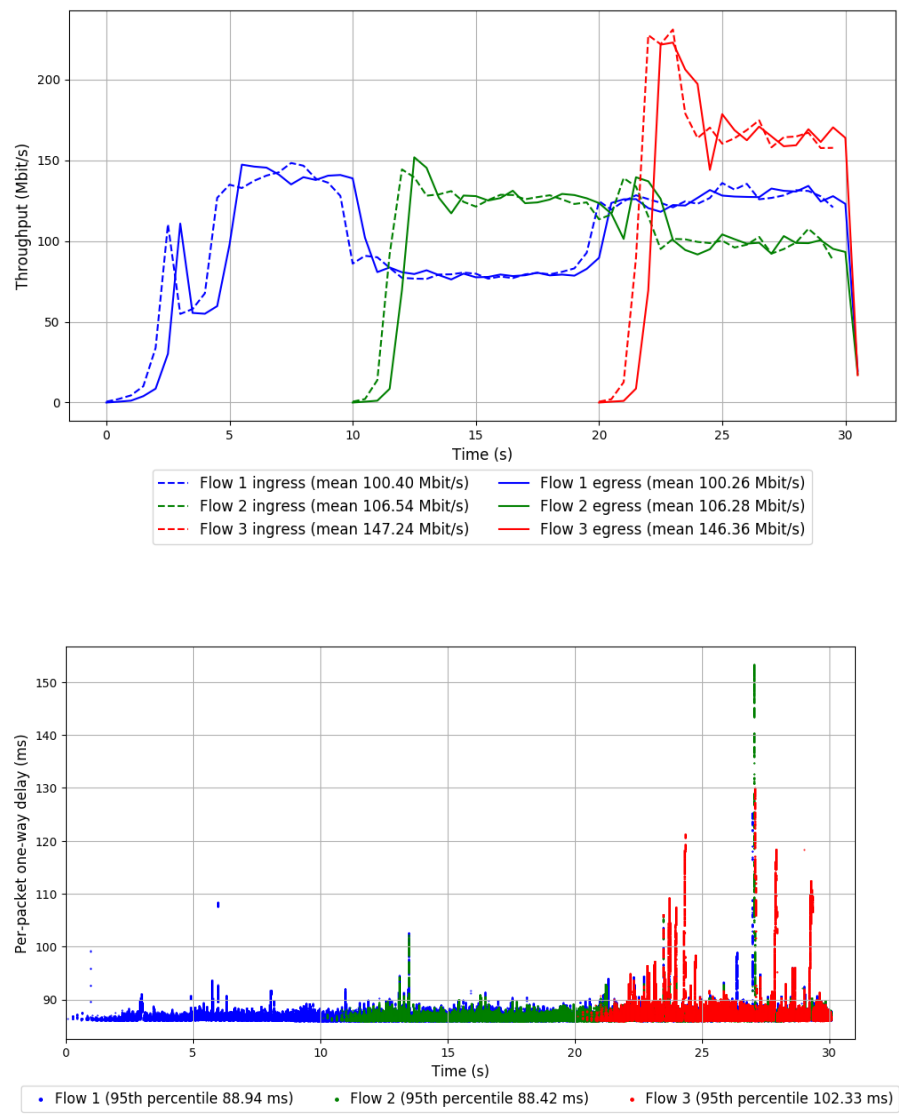 200
150
100
50
0
Throughput (Mbit/s)
0 5 10 15 20 25 30
Time (s)
Flow 1 ingress (mean 100.40 Mbit/s) Flow 1 egress (mean 100.26 Mbit/s)
Flow 2 ingress (mean 106.54 Mbit/s) Flow 2 egress (mean 106.28 Mbit/s)
Flow 3 ingress (mean 147.24 Mbit/s) Flow 3 egress (mean 146.36 Mbit/s)
150
140
130
120
110
100
90
Per-packet one-way delay (ms)
0 5 10 15 20 25 30
Time (s)
Flow 1 (95th percentile 88.94 ms) Flow 2 (95th percentile 88.42 ms) Flow 3 (95th percentile 102.33 ms)